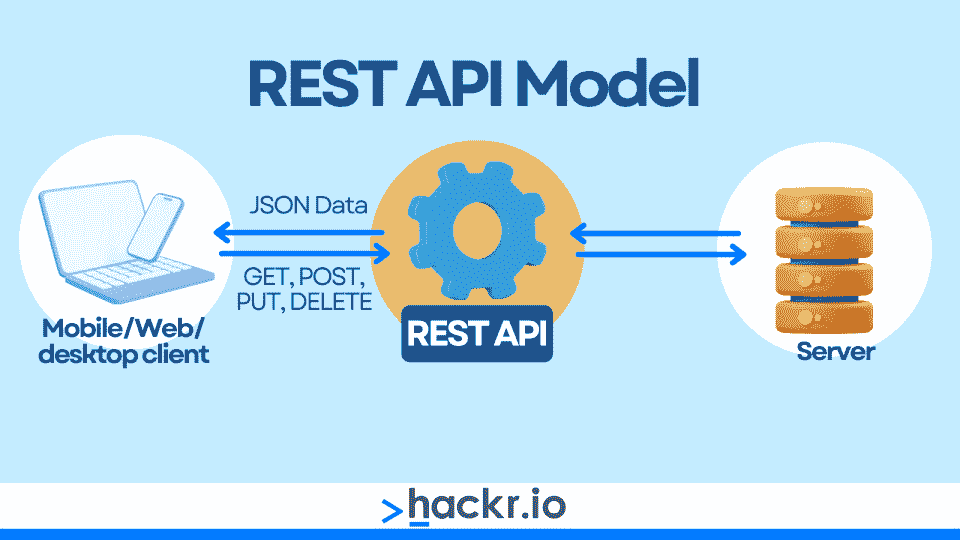 REST API Model
JSON Data
GET, POST,
PUT, DELETE
Mobile/Web/
desktop client
REST API
Server
>hackr.io